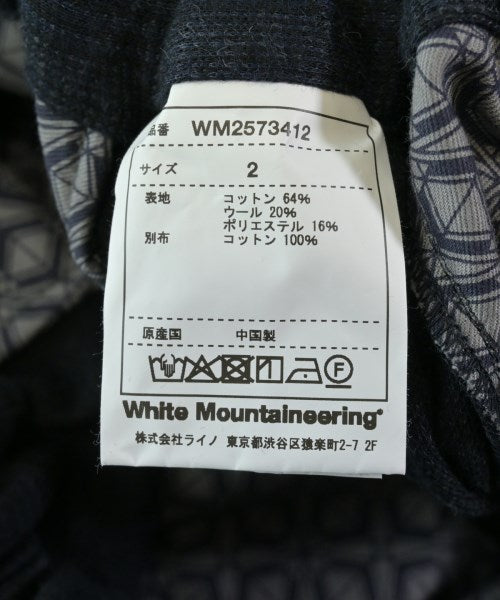 品番 WM2573412
サイズ 2
表地 コットン 64%
ウール 20%
ポリエステル 16%
別布 コットン 100%
原産国 中国製
F
White Mountaineering®
株式会社ライノ 東京都渋谷区猿楽町2-7 2F